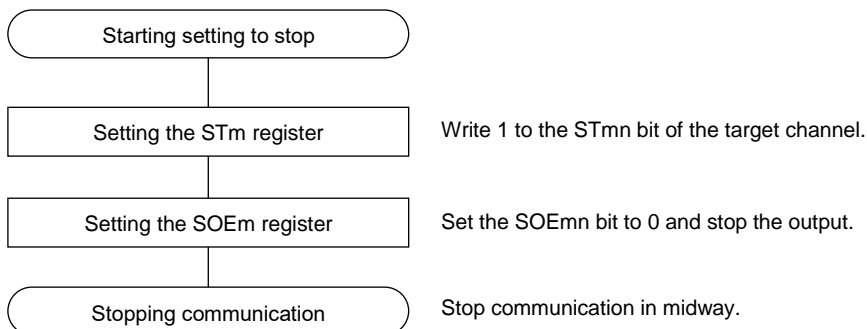 Starting setting to stop
Setting the STm register
Write 1 to the STmn bit of the target channel.
Setting the SOEm register
Set the SOEmn bit to 0 and stop the output.
Stopping communication
Stop communication in midway.